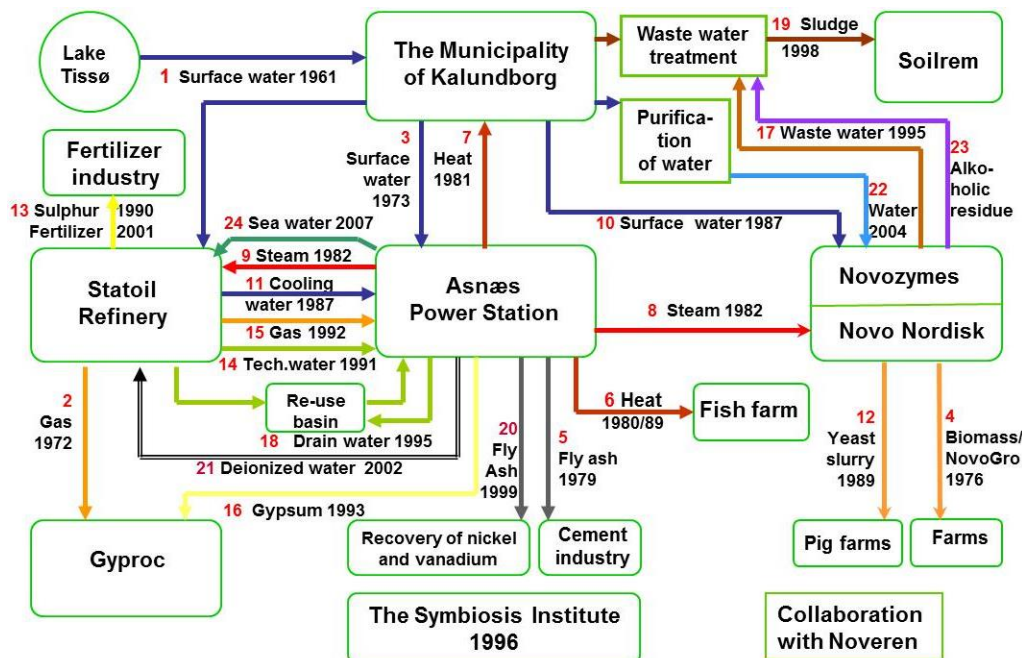 Lake
Tissø
1 Surface water 1961
The Municipality
of Kalundborg
Waste water
treatment
19 Sludge
1998
Soilrem
Purifica-
tion
of water
17 Waste water 1995
23
Alko-
holic
residue
22
Water
2004
Fertilizer
industry
13 Sulphur 1990
Fertilizer 2001
3
Surface
water
1973
7
Heat
1981
10 Surface water 1987
24 Sea water 2007
9 Steam 1982
11 Cooling
water 1987
15 Gas 1992
14 Tech.water 1991
Statoil
Refinery
Asnæs
Power Station
8 Steam 1982
Novozymes
Novo Nordisk
2
Gas
1972
Re-use
basin
18 Drain water 1995
21 Deionized water 2002
16 Gypsum 1993
20
Fly
Ash
1999
5
Fly ash
1979
6 Heat
1980/89
Fish farm
12
Yeast
slurry
1989
4
Biomass/
NovoGro
1976
Gyproc
Recovery of nickel
and vanadium
Cement
industry
Pig farms
Farms
The Symbiosis Institute
1996
Collaboration
with Noveren